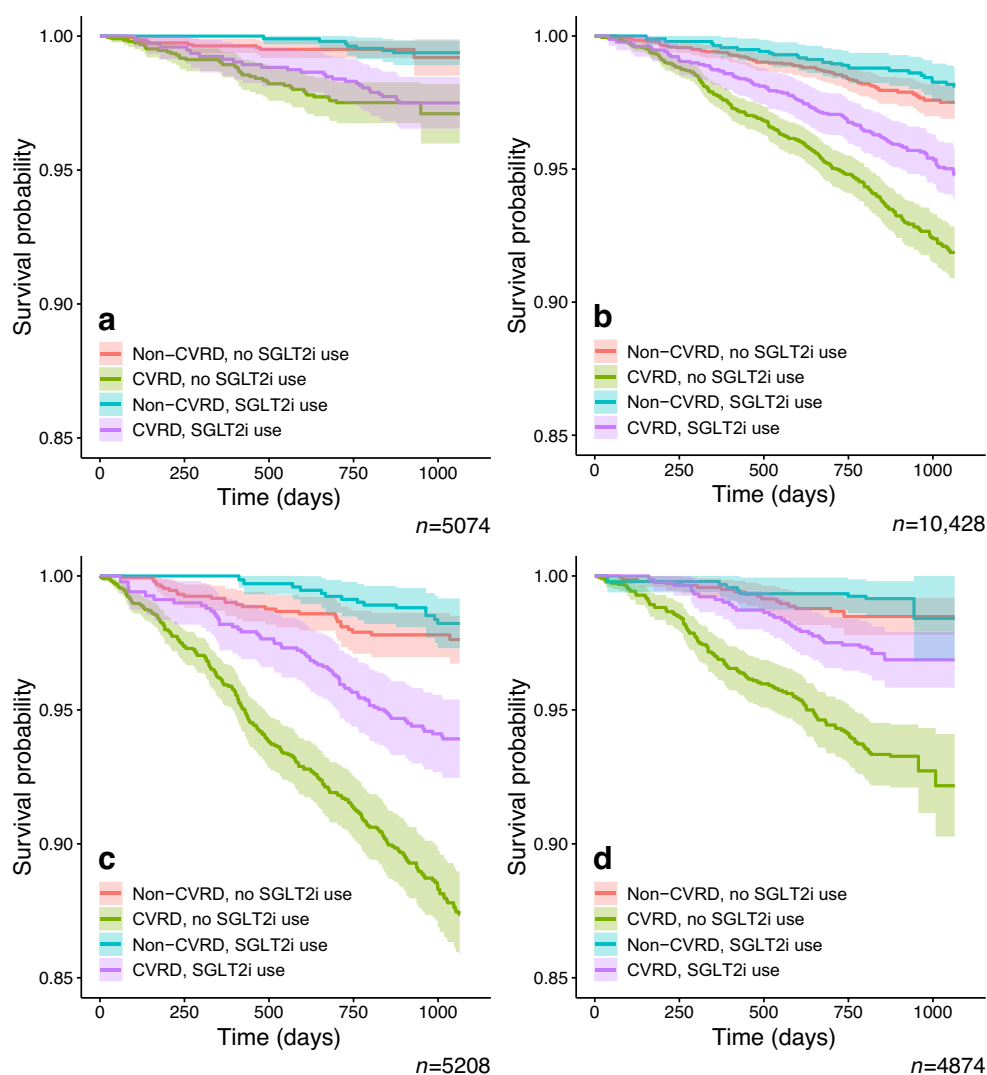 1.00
0.95
0.90
0.85
Survival probability
a
Non−CVRD, no SGLT2i use
CVRD, no SGLT2i use
Non−CVRD, SGLT2i use
CVRD, SGLT2i use
0 250 500 750 1000
Time (days)
n=5074
1.00
0.95
0.90
0.85
Survival probability
b
Non−CVRD, no SGLT2i use
CVRD, no SGLT2i use
Non−CVRD, SGLT2i use
CVRD, SGLT2i use
0 250 500 750 1000
Time (days)
n=10,428
1.00
0.95
0.90
0.85
Survival probability
c
Non−CVRD, no SGLT2i use
CVRD, no SGLT2i use
Non−CVRD, SGLT2i use
CVRD, SGLT2i use
0 250 500 750 1000
Time (days)
n=5208
1.00
0.95
0.90
0.85
Survival probability
d
Non−CVRD, no SGLT2i use
CVRD, no SGLT2i use
Non−CVRD, SGLT2i use
CVRD, SGLT2i use
0 250 500 750 1000
Time (days)
n=4874